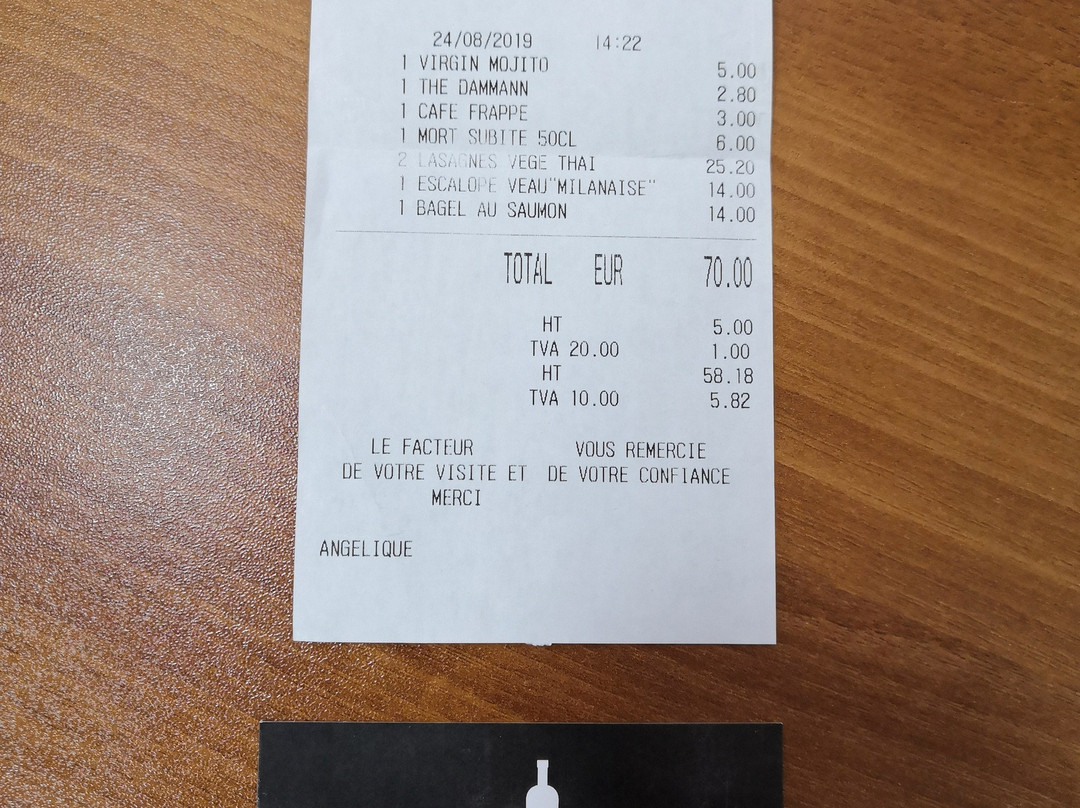 24/08/2019 14:22
1 VIRGIN MOJITO 5.00
1 THE DAMMANN 2.80
1 CAFE FRAPPE 3.00
1 MORT SUBITE 50CL 6.00
2 LASAGNES VEGE THAI 25.20
1 ESCALOPE VEAU"MILANAISE" 14.00
1 BAGEL AU SAUMON 14.00
TOTAL EUR 70.00
HT 5.00
TVA 20.00 1.00
HT 58.18
TVA 10.00 5.82
LE FACTEUR VOUS REMERCIE
DE VOTRE VISITE ET DE VOTRE CONFIANCE
MERCI
ANGELIQUE